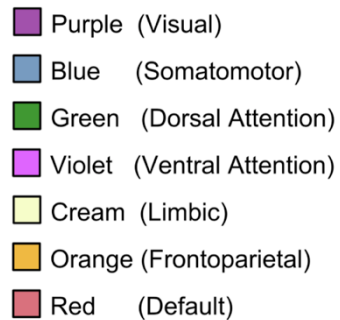 Purple (Visual)
Blue (Somatomotor)
Green (Dorsal Attention)
Violet (Ventral Attention)
Cream (Limbic)
Orange (Frontoparietal)
Red (Default)